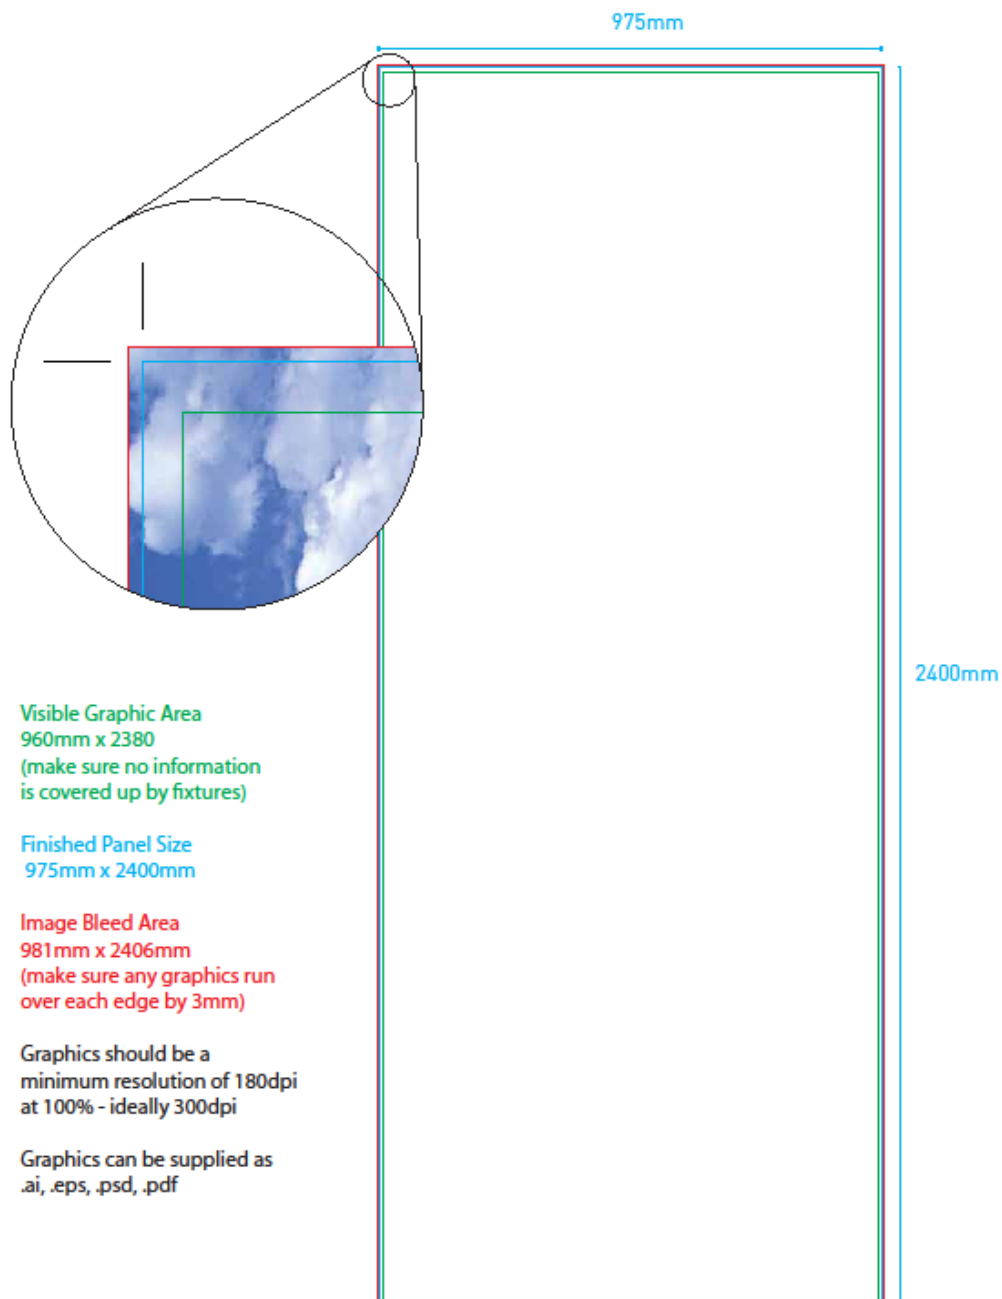 975mm
2400mm
Visible Graphic Area
960mm x 2380
(make sure no information
is covered up by fixtures)
Finished Panel Size
975mm x 2400mm
Image Bleed Area
981mm x 2406mm
(make sure any graphics run
over each edge by 3mm)
Graphics should be a
minimum resolution of 180dpi
at 100% - ideally 300dpi
Graphics can be supplied as
.ai, .eps, .psd, .pdf